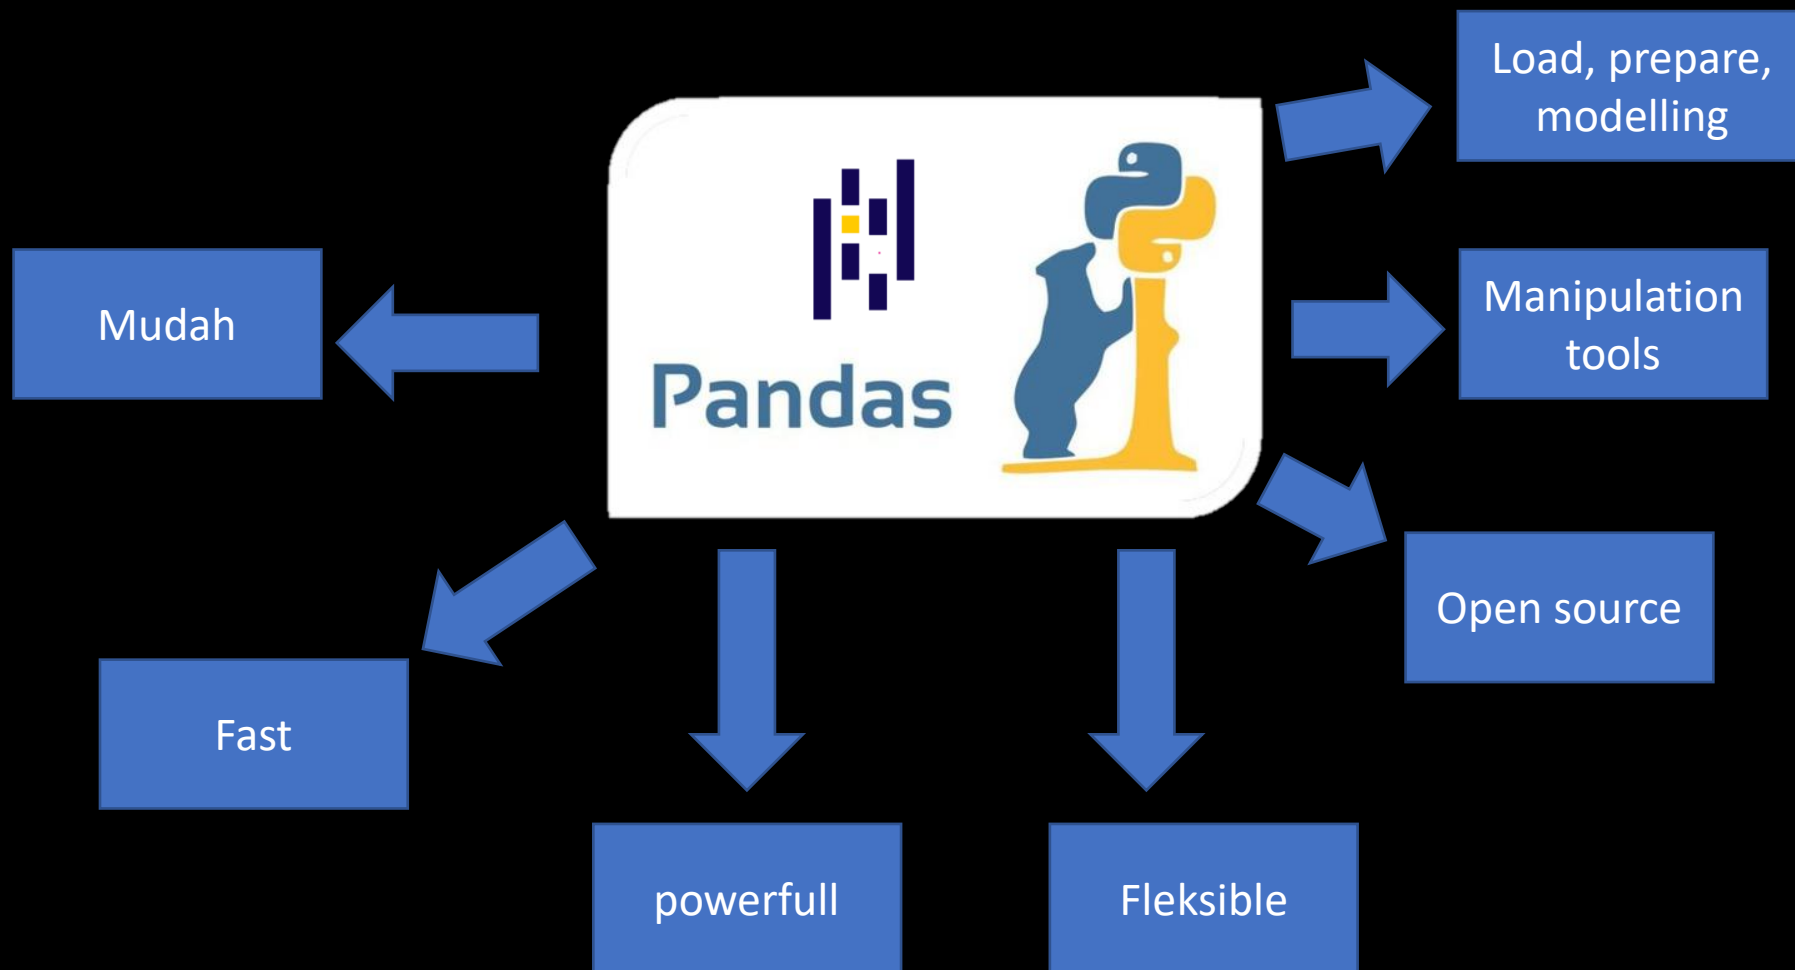 Load, prepare,
modelling
Pandas
Mudah
Manipulation
tools
Open source
Fast
powerfull
Fleksible